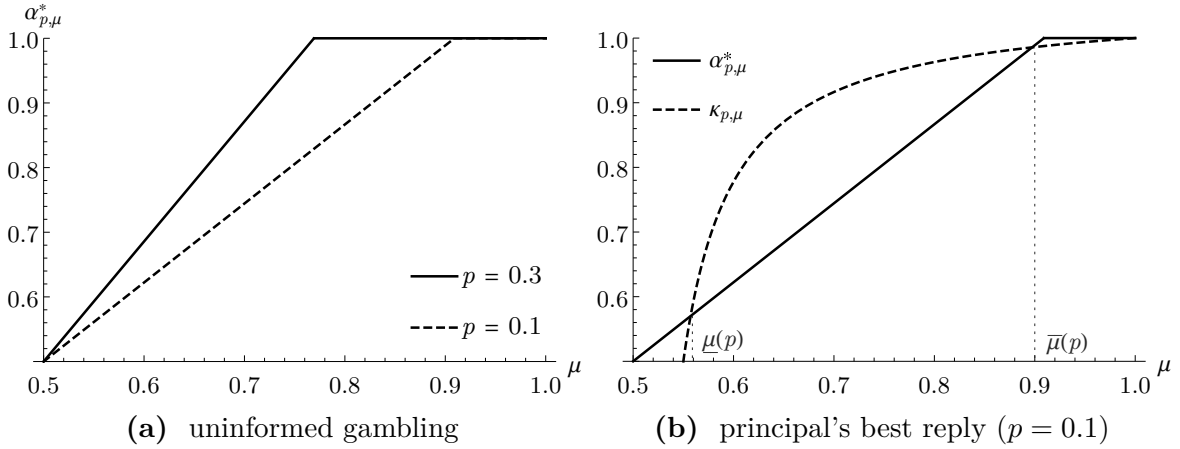 α*p,μ
1.0
0.9
0.8
0.7
0.6
0.5 0.6 0.7 0.8 0.9 1.0 μ
p = 0.3
p = 0.1
(a) uninformed gambling
1.0
0.9
0.8
0.7
0.6
α*p,μ
κp,μ
μ(p)
μ̅(p)
0.5 0.6 0.7 0.8 0.9 1.0 μ
(b) principal's best reply (p = 0.1)